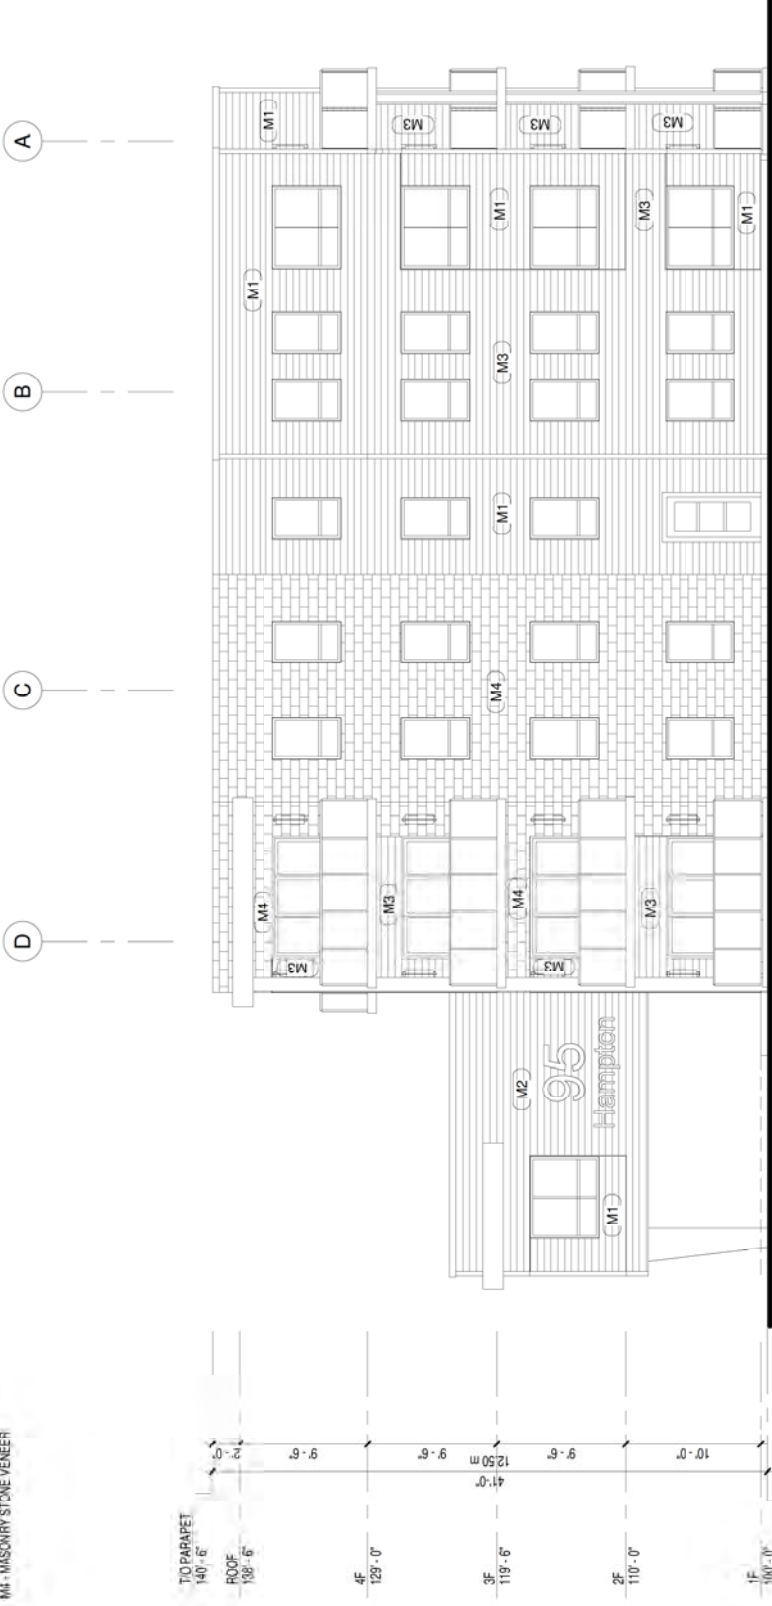 M4 - MASONRY STONE VENEER
A
B
C
D
M1
M3
M3
M3
M1
M3
M1
M1
M3
M1
M4
M4
M3
M4
M3
M3
M3
M2
95
Hampton
M1
T/O PARAPET
140' - 6"
ROOF
138' - 6"
4F
129' - 0"
3F
119' - 6"
2F
110' - 0"
1F
100' - 0"
2' - 0"
9' - 6"
9' - 6"
9' - 6"
10' - 0"
12.50 m
41'-0"